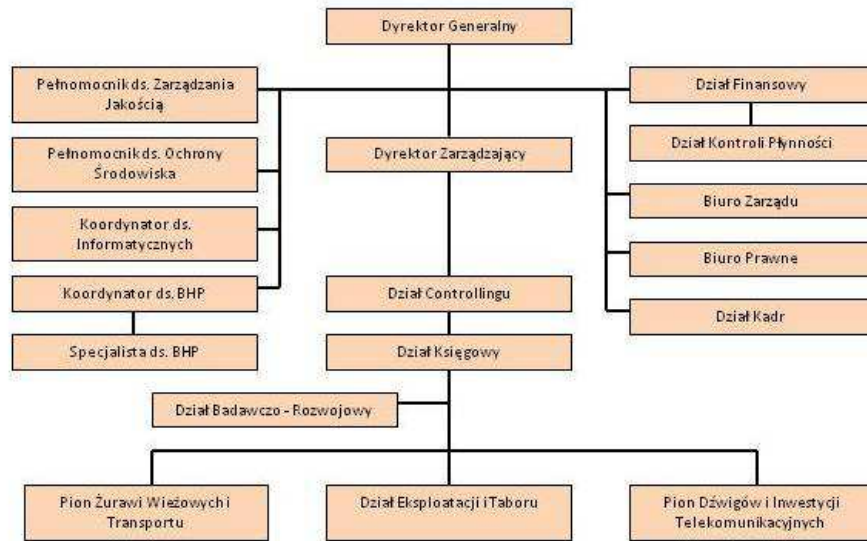 Dyrektor Generalny
Pełnomocnik ds. Zarządzania
Jakością
Dział Finansowy
Dział Kontroli Płynności
Pełnomocnik ds. Ochrony
Środowiska
Dyrektor Zarządzający
Biuro Zarządu
Koordynator ds.
Informatycznych
Biuro Prawne
Koordynator ds. BHP
Dział Controllingu
Dział Kadr
Specjalista ds. BHP
Dział Księgowy
Dział Badawczo - Rozwojowy
Pion Żurawi Wieżowych i
Transportu
Dział Eksploatacji i Taboru
Pion Dźwigów i Inwestycji
Telekomunikacyjnych